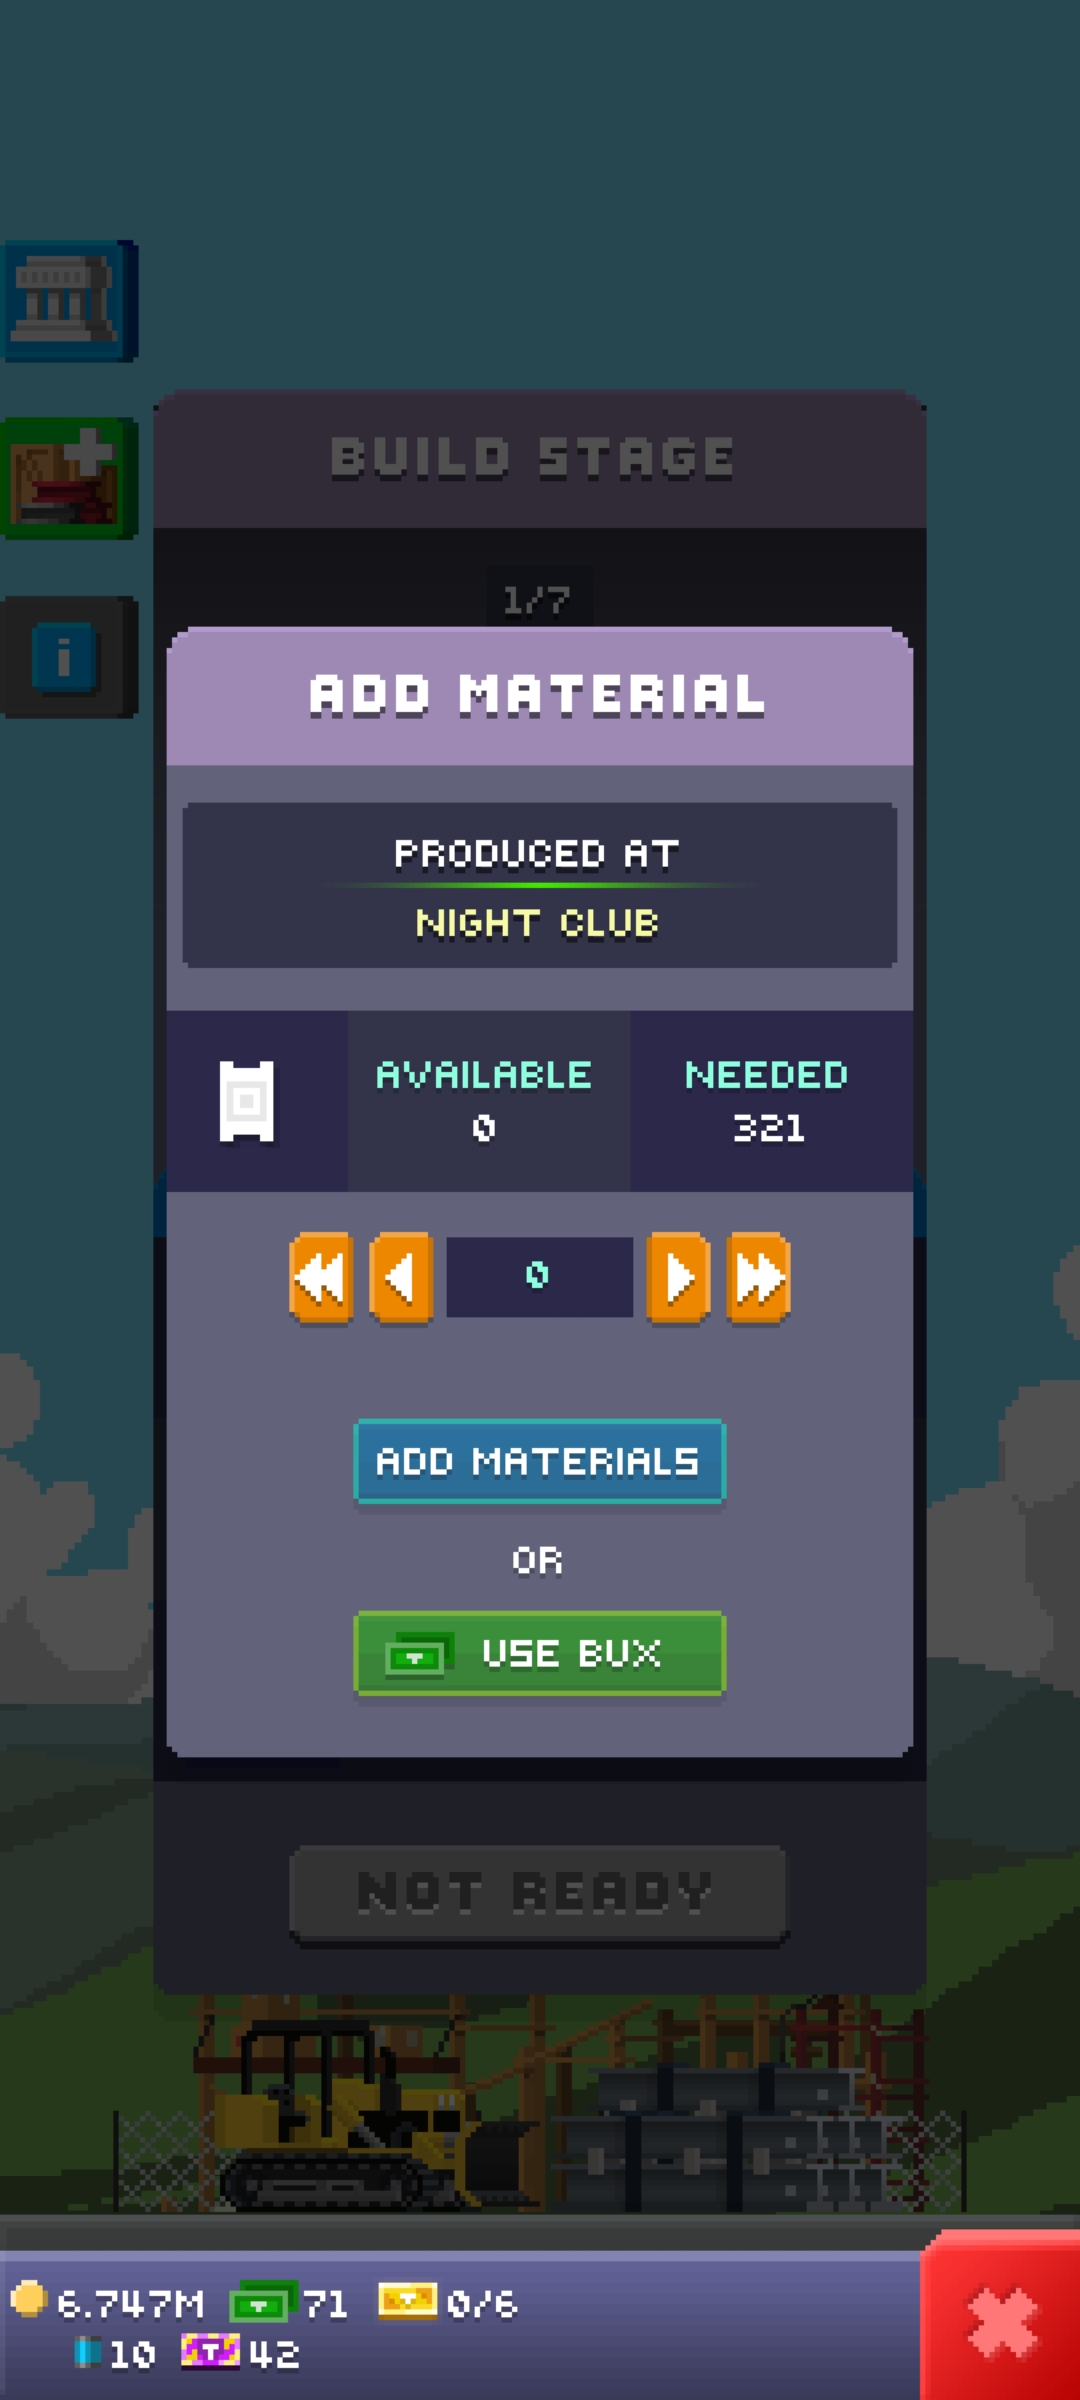 BUILD STAGE
1/7
ADD MATERIAL
PRODUCED AT
NIGHT CLUB
AVAILABLE
0
NEEDED
321
0
ADD MATERIALS
OR
USE BUX
NOT READY
6.747M 71 0/6
10 42